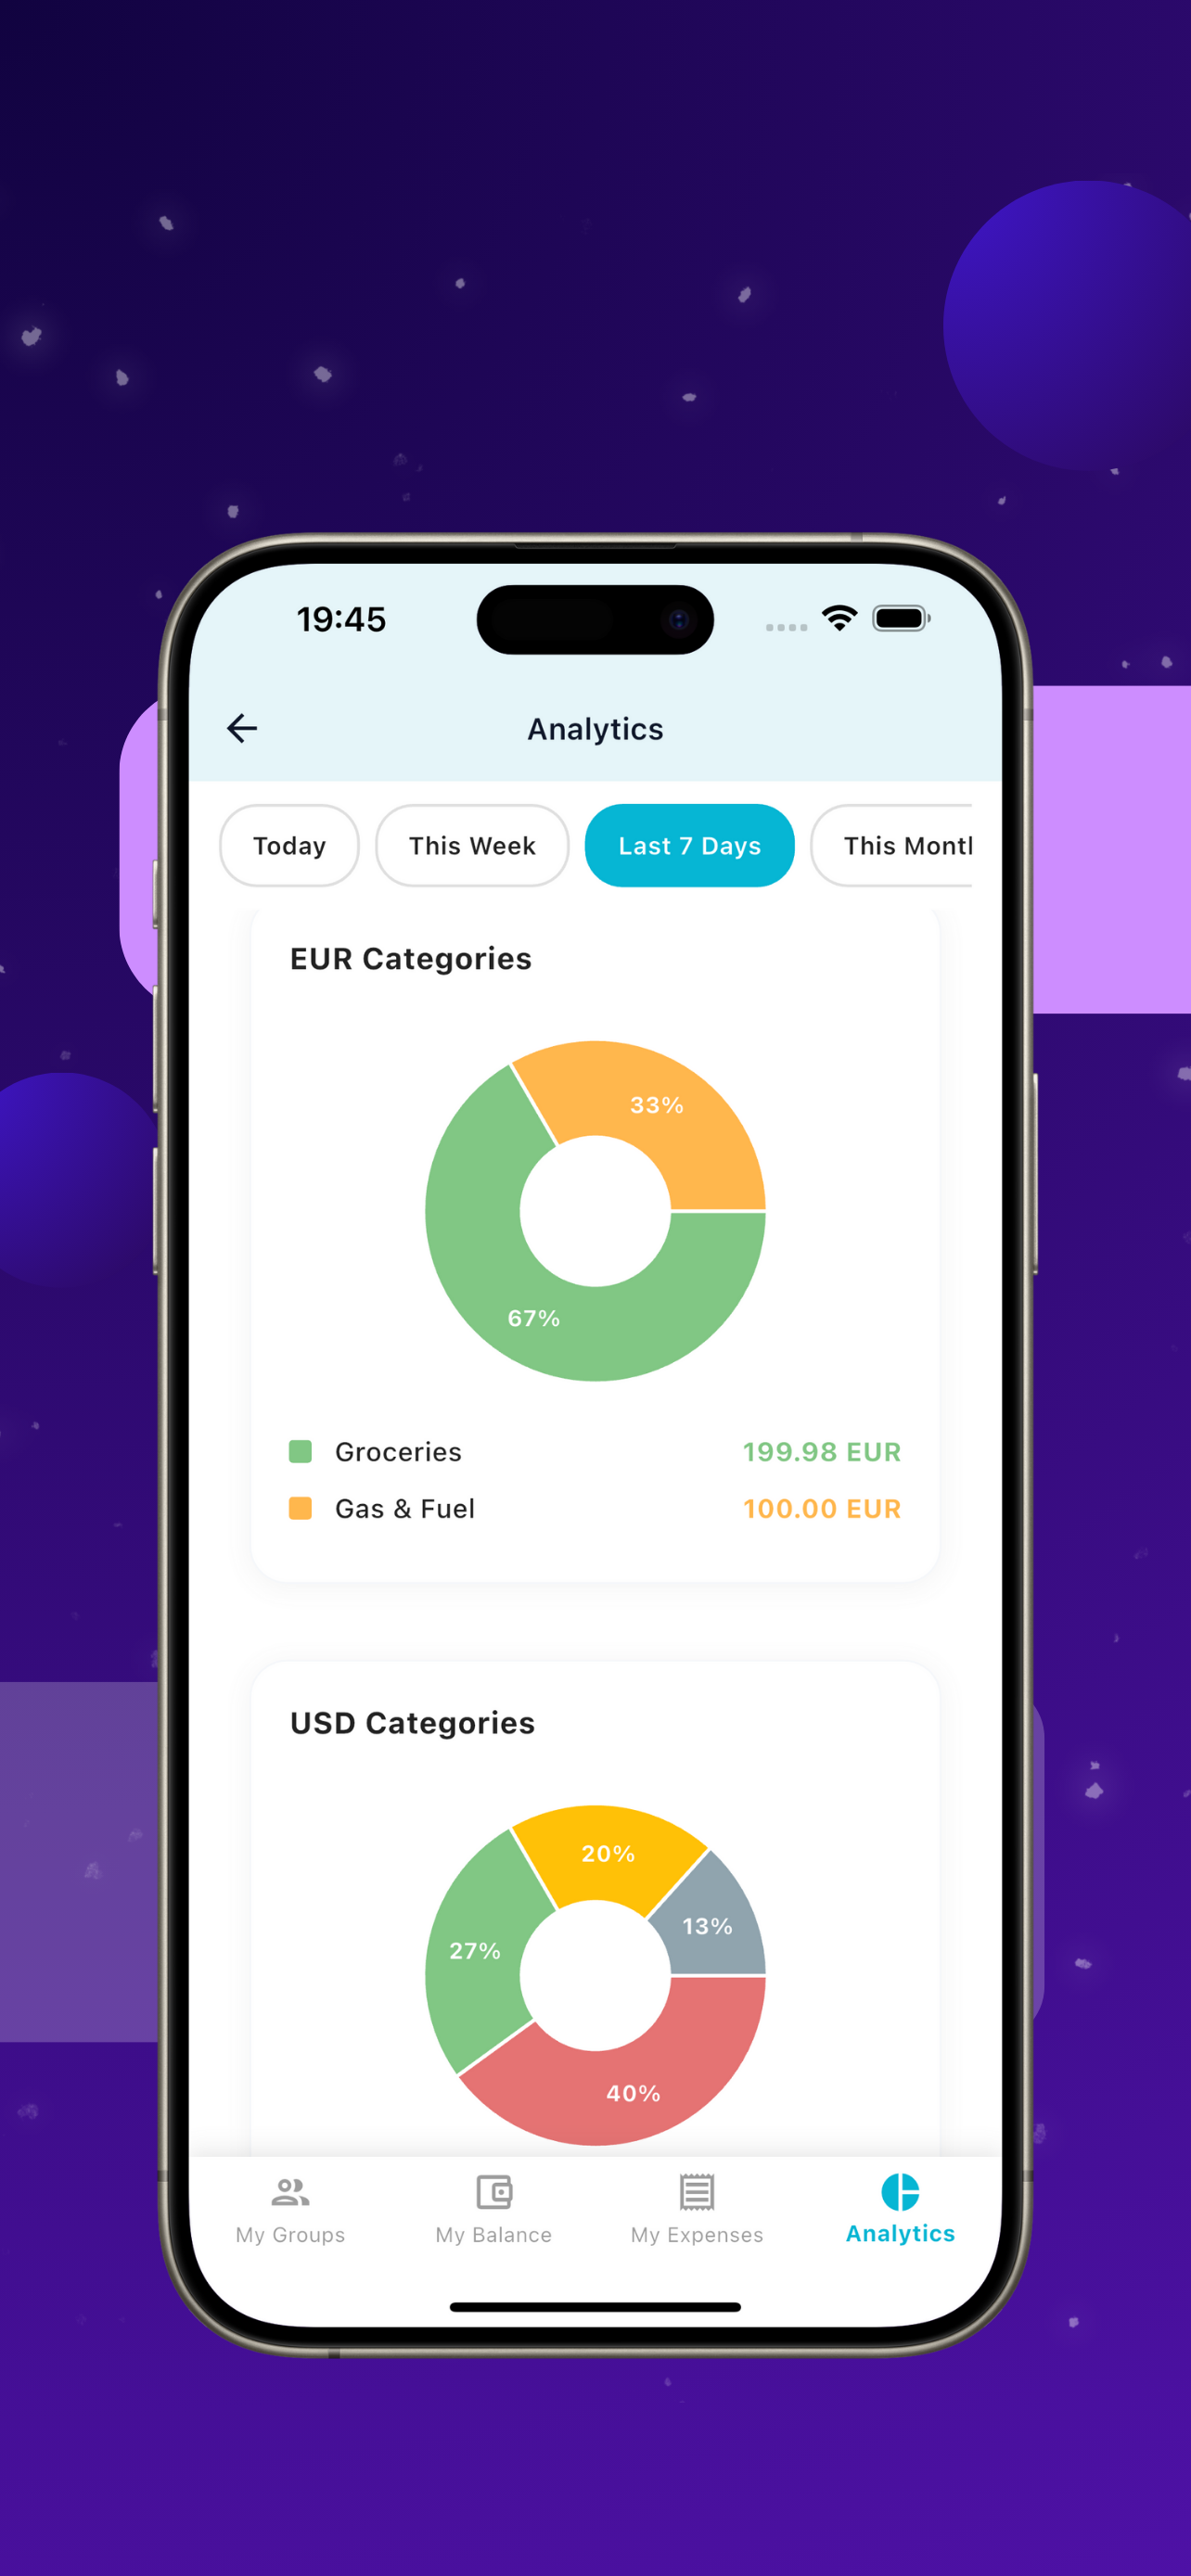 19:45
Analytics
Today
This Week
Last 7 Days
This Month
EUR Categories
33%
67%
Groceries 199.98 EUR
Gas & Fuel 100.00 EUR
USD Categories
20%
13%
27%
40%
My Groups
My Balance
My Expenses
Analytics